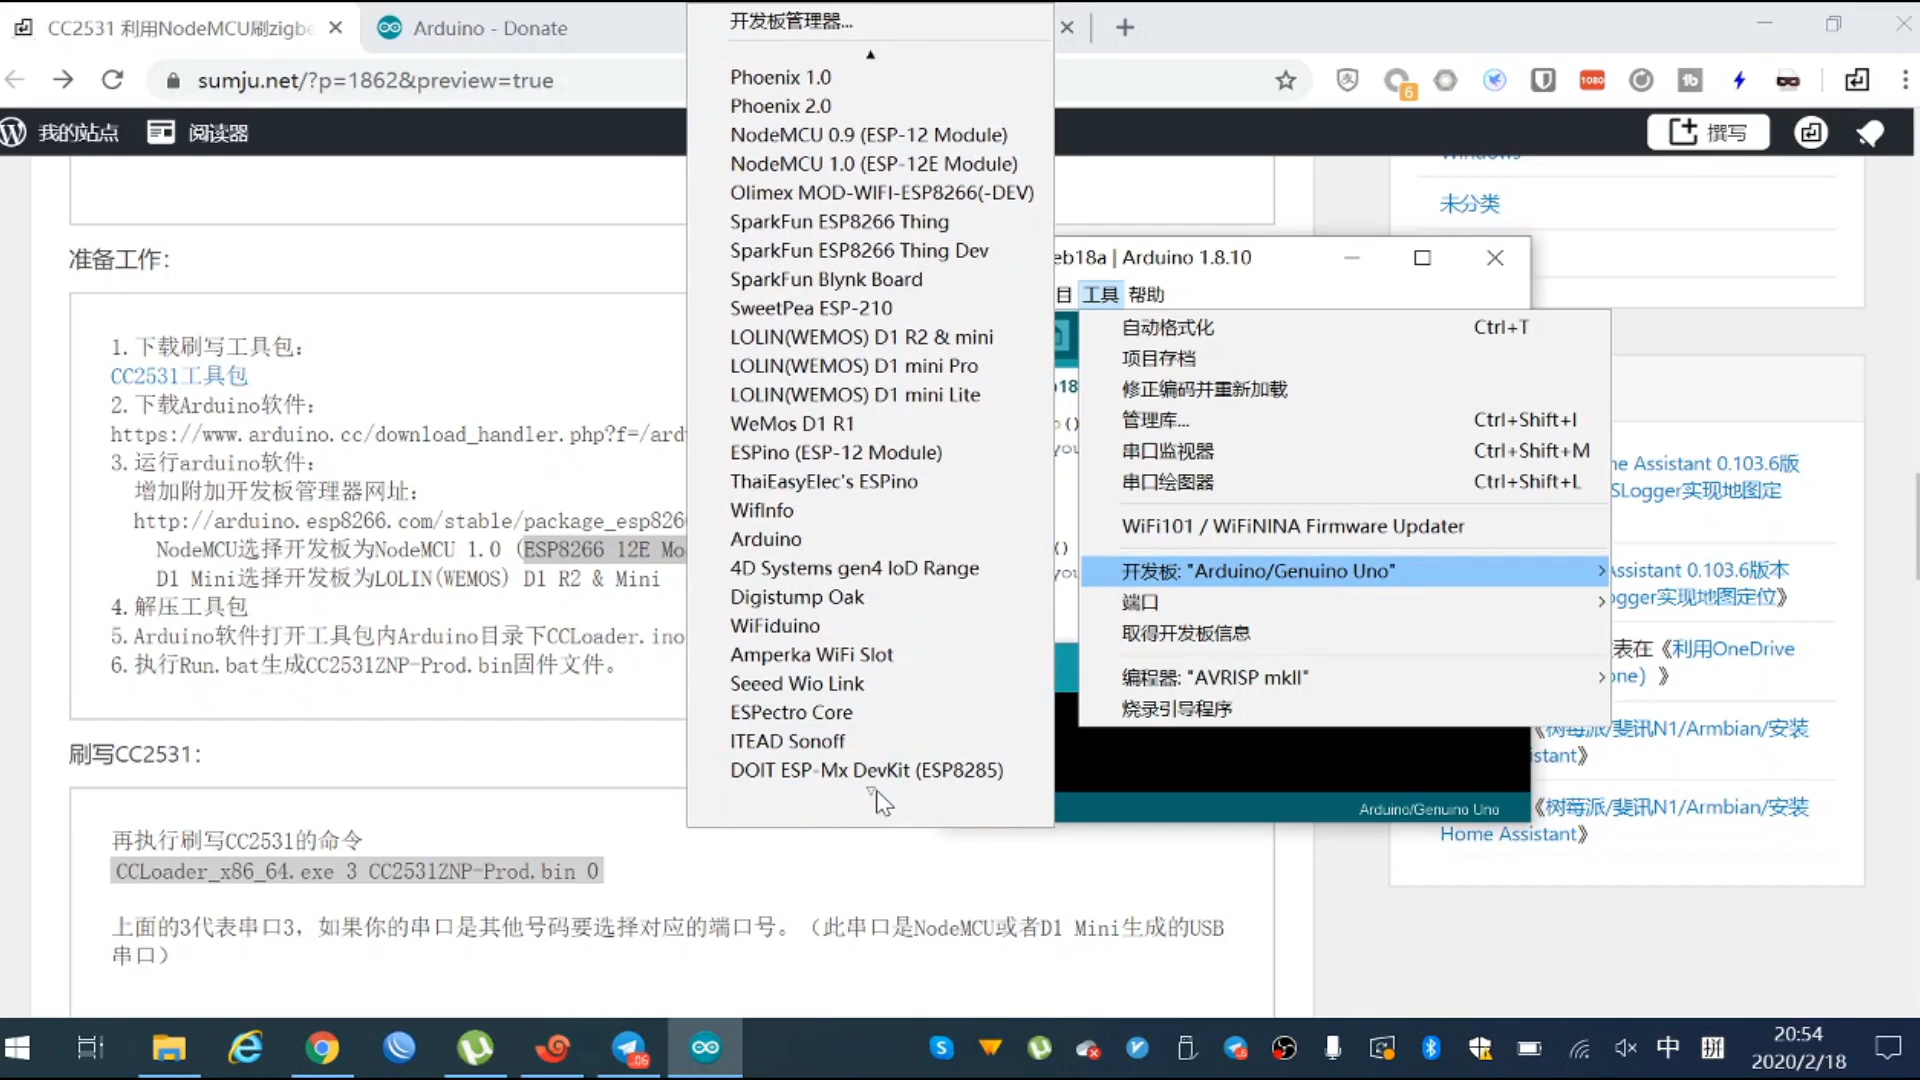 CC2531 利用NodeMCU刷zigbe
Arduino - Donate
sumju.net/?p=1862&preview=true
6
1080
我的站点
阅读器
撰写
未分类
准备工作：
1. 下载刷写工具包：
CC2531工具包
2. 下载Arduino软件：
https://www.arduino.cc/download_handler.php?f=/ard
3. 运行arduino软件：
增加附加开发板管理器网址：
http://arduino.esp8266.com/stable/package_esp826
NodeMCU选择开发板为NodeMCU 1.0 (ESP8266 12E Mo
D1 Mini选择开发板为LOLIN(WEMOS) D1 R2 & Mini
4. 解压工具包
5. Arduino软件打开工具包内Arduino目录下CCLoader.ino
6. 执行Run.bat生成CC2531ZNP-Prod.bin固件文件。
刷写CC2531：
再执行刷写CC2531的命令
CCLoader_x86_64.exe 3 CC2531ZNP-Prod.bin 0
上面的3代表串口3，如果你的串口是其他号码要选择对应的端口号。（此串口是NodeMCU或者D1 Mini生成的USB
串口）
开发板管理器...
Phoenix 1.0
Phoenix 2.0
NodeMCU 0.9 (ESP-12 Module)
NodeMCU 1.0 (ESP-12E Module)
Olimex MOD-WIFI-ESP8266(-DEV)
SparkFun ESP8266 Thing
SparkFun ESP8266 Thing Dev
SparkFun Blynk Board
SweetPea ESP-210
LOLIN(WEMOS) D1 R2 & mini
LOLIN(WEMOS) D1 mini Pro
LOLIN(WEMOS) D1 mini Lite
WeMos D1 R1
ESPino (ESP-12 Module)
ThaiEasyElec's ESPino
WifInfo
Arduino
4D Systems gen4 IoD Range
Digistump Oak
WiFiduino
Amperka WiFi Slot
Seeed Wio Link
ESPectro Core
ITEAD Sonoff
DOIT ESP-Mx DevKit (ESP8285)
eb18a | Arduino 1.8.10
目 工具 帮助
自动格式化 Ctrl+T
项目存档
修正编码并重新加载
管理库... Ctrl+Shift+I
串口监视器 Ctrl+Shift+M
串口绘图器 Ctrl+Shift+L
WiFi101 / WiFiNINA Firmware Updater
开发板: "Arduino/Genuino Uno"
端口
取得开发板信息
编程器: "AVRISP mkII"
烧录引导程序
Arduino/Genuino Uno
he Assistant 0.103.6版
SLogger实现地图定
ssistant 0.103.6版本
gger实现地图定位》
表在《利用OneDrive
one）》
《树莓派/斐讯N1/Armbian/安装
istant》
《树莓派/斐讯N1/Armbian/安装
Home Assistant》
中
拼
20:54
2020/2/18